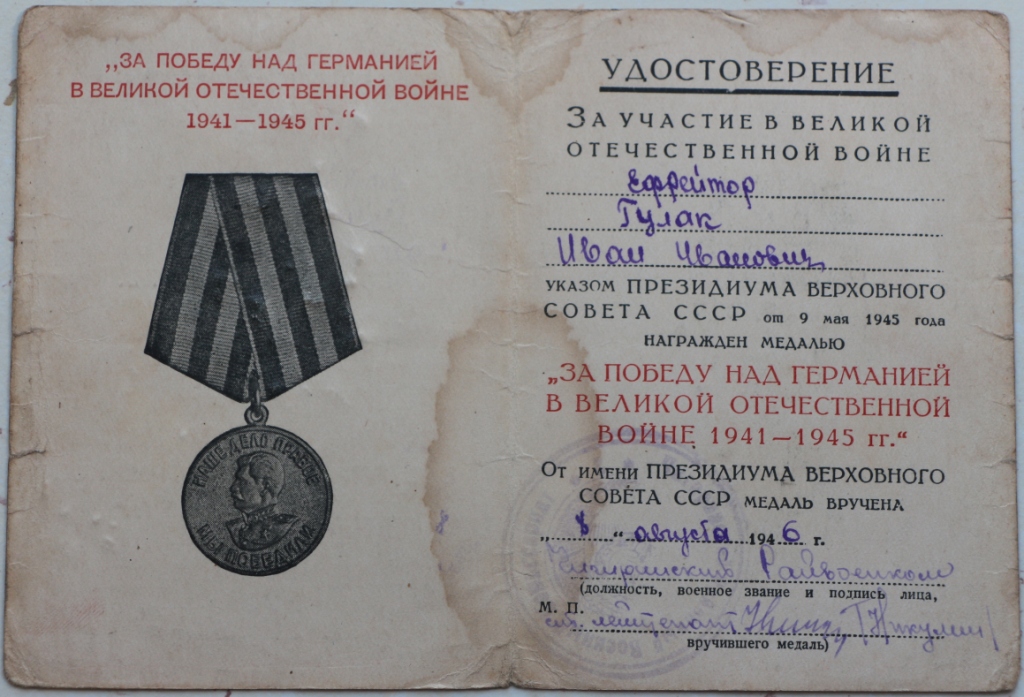 „ЗА ПОБЕДУ НАД ГЕРМАНИЕЙ
В ВЕЛИКОЙ ОТЕЧЕСТВЕННОЙ ВОЙНЕ
1941—1945 гг.“
НАШЕ ДЕЛО ПРАВОЕ
МЫ ПОБЕДИЛИ
УДОСТОВЕРЕНИЕ
ЗА УЧАСТИЕ В ВЕЛИКОЙ
ОТЕЧЕСТВЕННОЙ ВОЙНЕ
Ефрейтор
Гулак
Иван Иванович
УКАЗОМ ПРЕЗИДИУМА ВЕРХОВНОГО
СОВЕТА СССР от 9 мая 1945 года
НАГРАЖДЕН МЕДАЛЬЮ
„ЗА ПОБЕДУ НАД ГЕРМАНИЕЙ
В ВЕЛИКОЙ ОТЕЧЕСТВЕННОЙ
ВОЙНЕ 1941—1945 гг.“
ОТ ИМЕНИ ПРЕЗИДИУМА ВЕРХОВНОГО
СОВЕТА СССР МЕДАЛЬ ВРУЧЕНА
„8“ августа 1946 г.
Райвоенком
(должность, военное звание и подпись лица,
М. П.
ст. лейтенант /Никулин/
вручившего медаль)